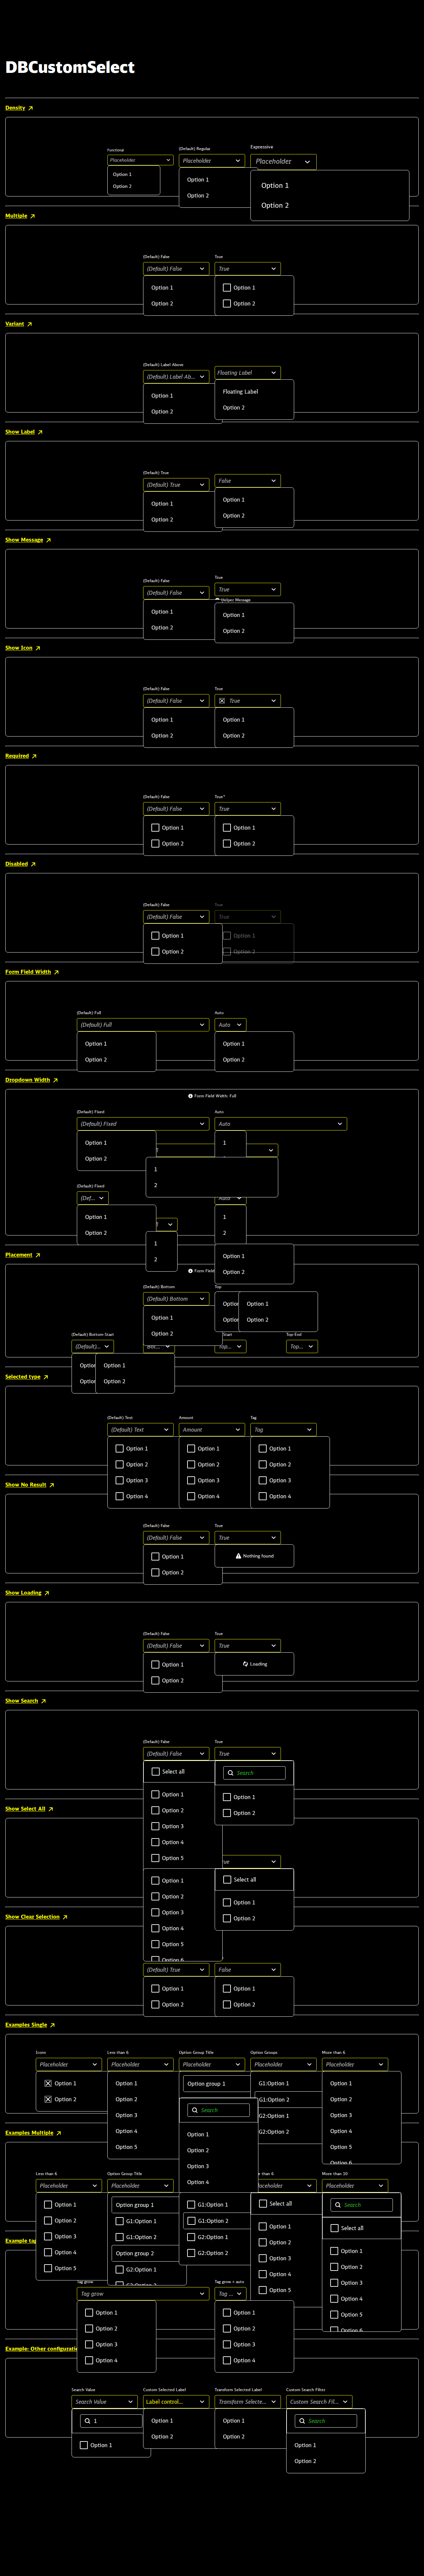 DBCustomSelect
Density
Functional
(Default) Regular
Expressive
Placeholder
Placeholder
Placeholder
Option 1
Option 2
Option 1
Option 2
Option 1
Option 2
Multiple
(Default) False
True
(Default) False
True
Option 1
Option 1
Option 2
Option 2
Variant
(Default) Label Above
(Default) Label Ab...
Floating Label
Option 1
Floating Label
Option 2
Option 2
Show Label
(Default) True
(Default) True
False
Option 1
Option 1
Option 2
Option 2
Show Message
(Default) False
True
(Default) False
True
Helper Message
Option 1
Option 1
Option 2
Option 2
Show Icon
(Default) False
True
(Default) False
True
Option 1
Option 1
Option 2
Option 2
Required
(Default) False
True*
(Default) False
True
Option 1
Option 1
Option 2
Option 2
Disabled
(Default) False
True
(Default) False
True
Option 1
Option 1
Option 2
Option 2
Form Field Width
(Default) Full
Auto
(Default) Full
Auto
Option 1
Option 1
Option 2
Option 2
Dropdown Width
Form Field Width: Full
(Default) Fixed
Auto
(Default) Fixed
Auto
Option 1
1
Option 2
1
2
(Default) Fixed
(Def...
Auto
Option 1
1
Option 2
2
1
2
Option 1
Option 2
Placement
Form Field
(Default) Bottom
Top
(Default) Bottom
Option 1
Option 1
Option 2
Option 2
(Default) Bottom Start
Start
Top End
(Default)...
Bot...
Top...
Top...
Option 1
Option 2
Selected type
(Default) Text
Amount
Tag
(Default) Text
Amount
Tag
Option 1
Option 1
Option 1
Option 2
Option 2
Option 2
Option 3
Option 3
Option 3
Option 4
Option 4
Option 4
Show No Result
(Default) False
True
(Default) False
True
Option 1
Nothing found
Option 2
Show Loading
(Default) False
True
(Default) False
True
Option 1
Loading
Option 2
Show Search
(Default) False
True
(Default) False
True
Select all
Search
Option 1
Option 1
Option 2
Option 2
Option 3
Option 4
Option 5
Show Select All
Select all
Option 1
Option 2
Option 3
Option 4
Option 5
Option 6
Option 1
Option 2
Show Clear Selection
(Default) True
False
Option 1
Option 1
Option 2
Option 2
Examples Single
Icons
Less than 6
Option Group Title
Option Groups
More than 6
Placeholder
Placeholder
Placeholder
Placeholder
Placeholder
Option 1
Option 1
Option group 1
G1:Option 1
Option 1
Option 2
Option 2
G1:Option 2
Option 2
Option 3
Search
G2:Option 1
Option 3
Option 4
Option 1
G2:Option 2
Option 4
Option 5
Option 2
Option 5
Option 6
Option 3
Option 4
Examples Multiple
Less than 6
Option Group Title
than 6
More than 10
Placeholder
Placeholder
Placeholder
Placeholder
Option 1
Option group 1
G1:Option 1
Select all
Search
Option 2
G1:Option 1
G1:Option 2
Option 1
Select all
Option 3
G1:Option 2
G2:Option 1
Option 2
Option 1
Option 4
Option group 2
G2:Option 2
Option 3
Option 2
Option 5
G2:Option 1
Option 4
Option 3
G2:Option 2
Option 5
Option 4
Option 5
Option 6
Example tag
Tag grow
Tag grow + auto
Tag grow
Tag ...
Option 1
Option 1
Option 2
Option 2
Option 3
Option 3
Option 4
Option 4
Example: Other configuratio
Search Value
Custom Selected Label
Transform Selected Label
Custom Search Filter
Search Value
Label control...
Transform Selecte...
Custom Search Fil...
1
Option 1
Option 1
Search
Option 1
Option 2
Option 2
Option 1
Option 2